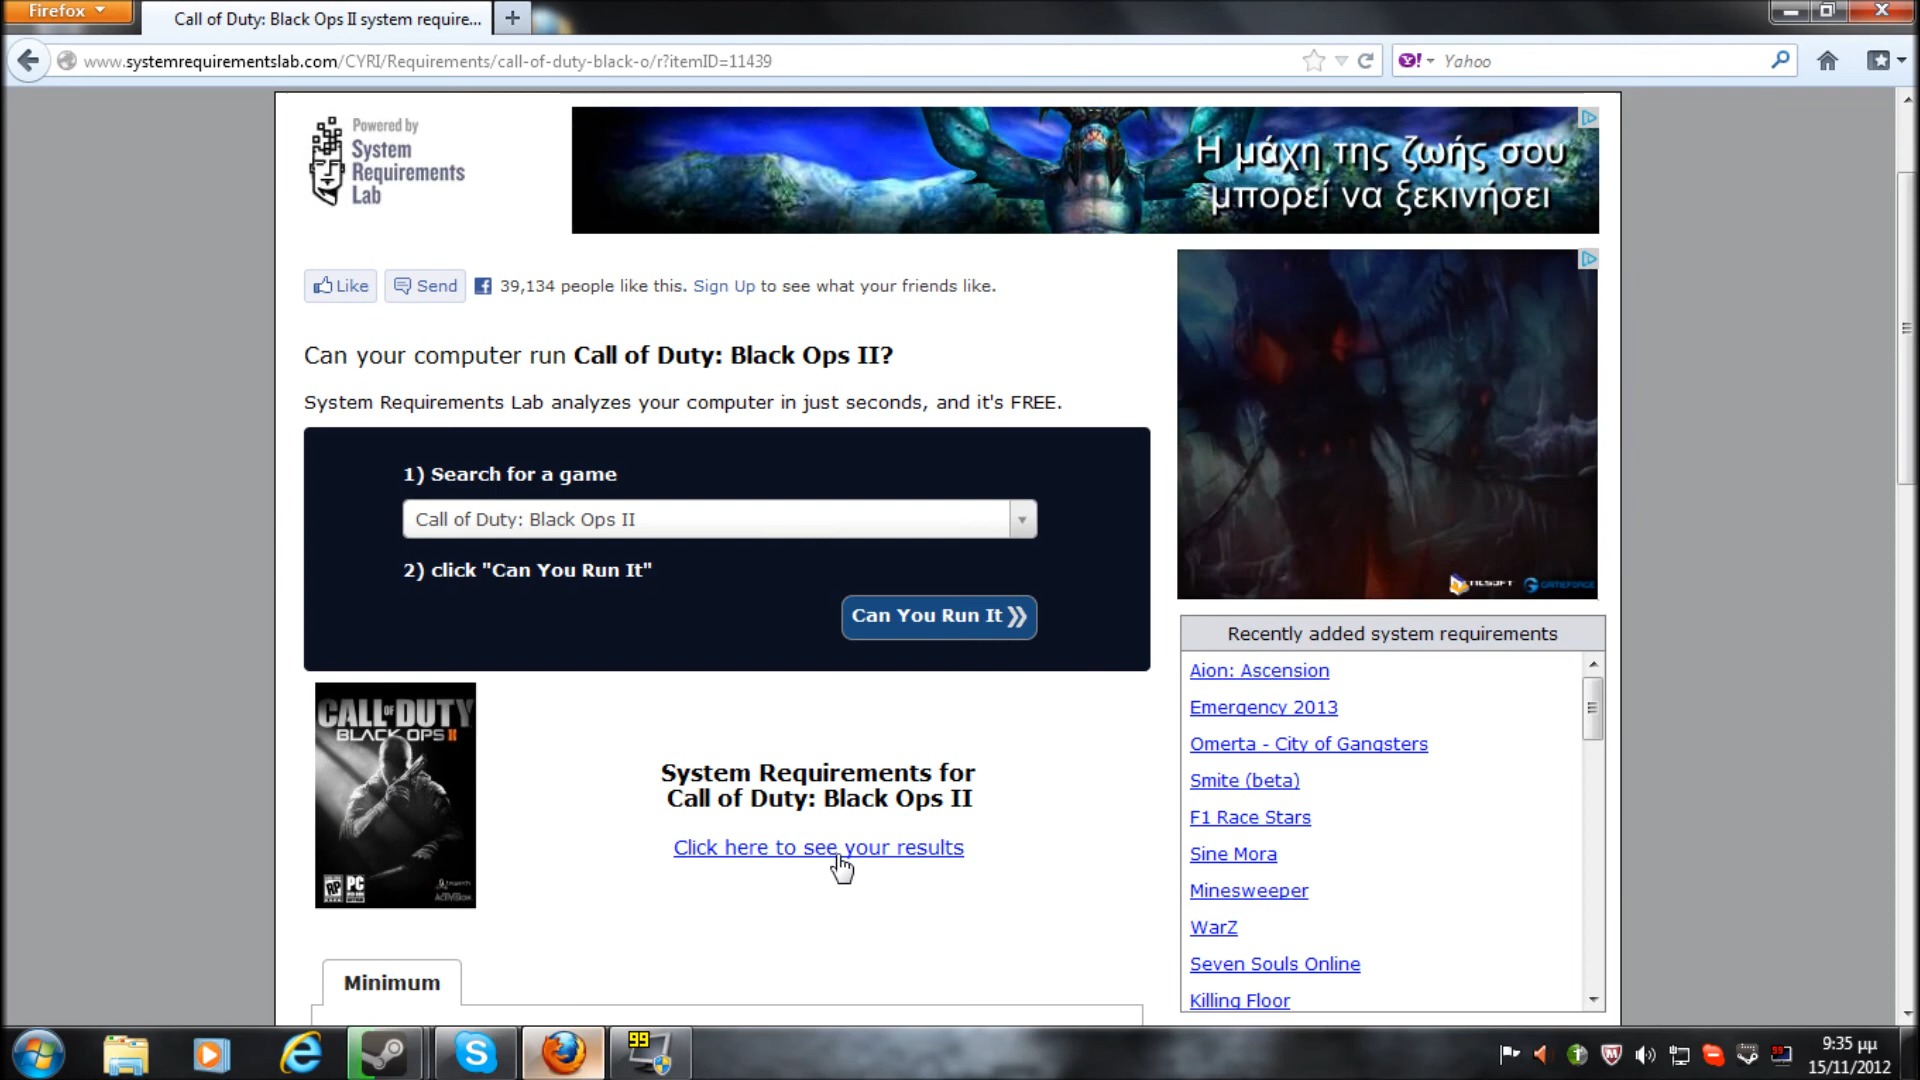 Firefox
Call of Duty: Black Ops II system require...
www.systemrequirementslab.com/CYRI/Requirements/call-of-duty-black-o/r?itemID=11439
Yahoo
Powered by
System
Requirements
Lab
Η μάχη της ζωής σου
μπορεί να ξεκινήσει
Like
Send
39,134 people like this. Sign Up to see what your friends like.
Can your computer run Call of Duty: Black Ops II?
System Requirements Lab analyzes your computer in just seconds, and it's FREE.
1) Search for a game
Call of Duty: Black Ops II
2) click "Can You Run It"
Can You Run It
GAMEFORGE
CALL OF DUTY
BLACK OPS II
RP PC
ACTIVISION
System Requirements for
Call of Duty: Black Ops II
Click here to see your results
Minimum
Recently added system requirements
Aion: Ascension
Emergency 2013
Omerta - City of Gangsters
Smite (beta)
F1 Race Stars
Sine Mora
Minesweeper
WarZ
Seven Souls Online
Killing Floor
99
9:35 μμ
15/11/2012